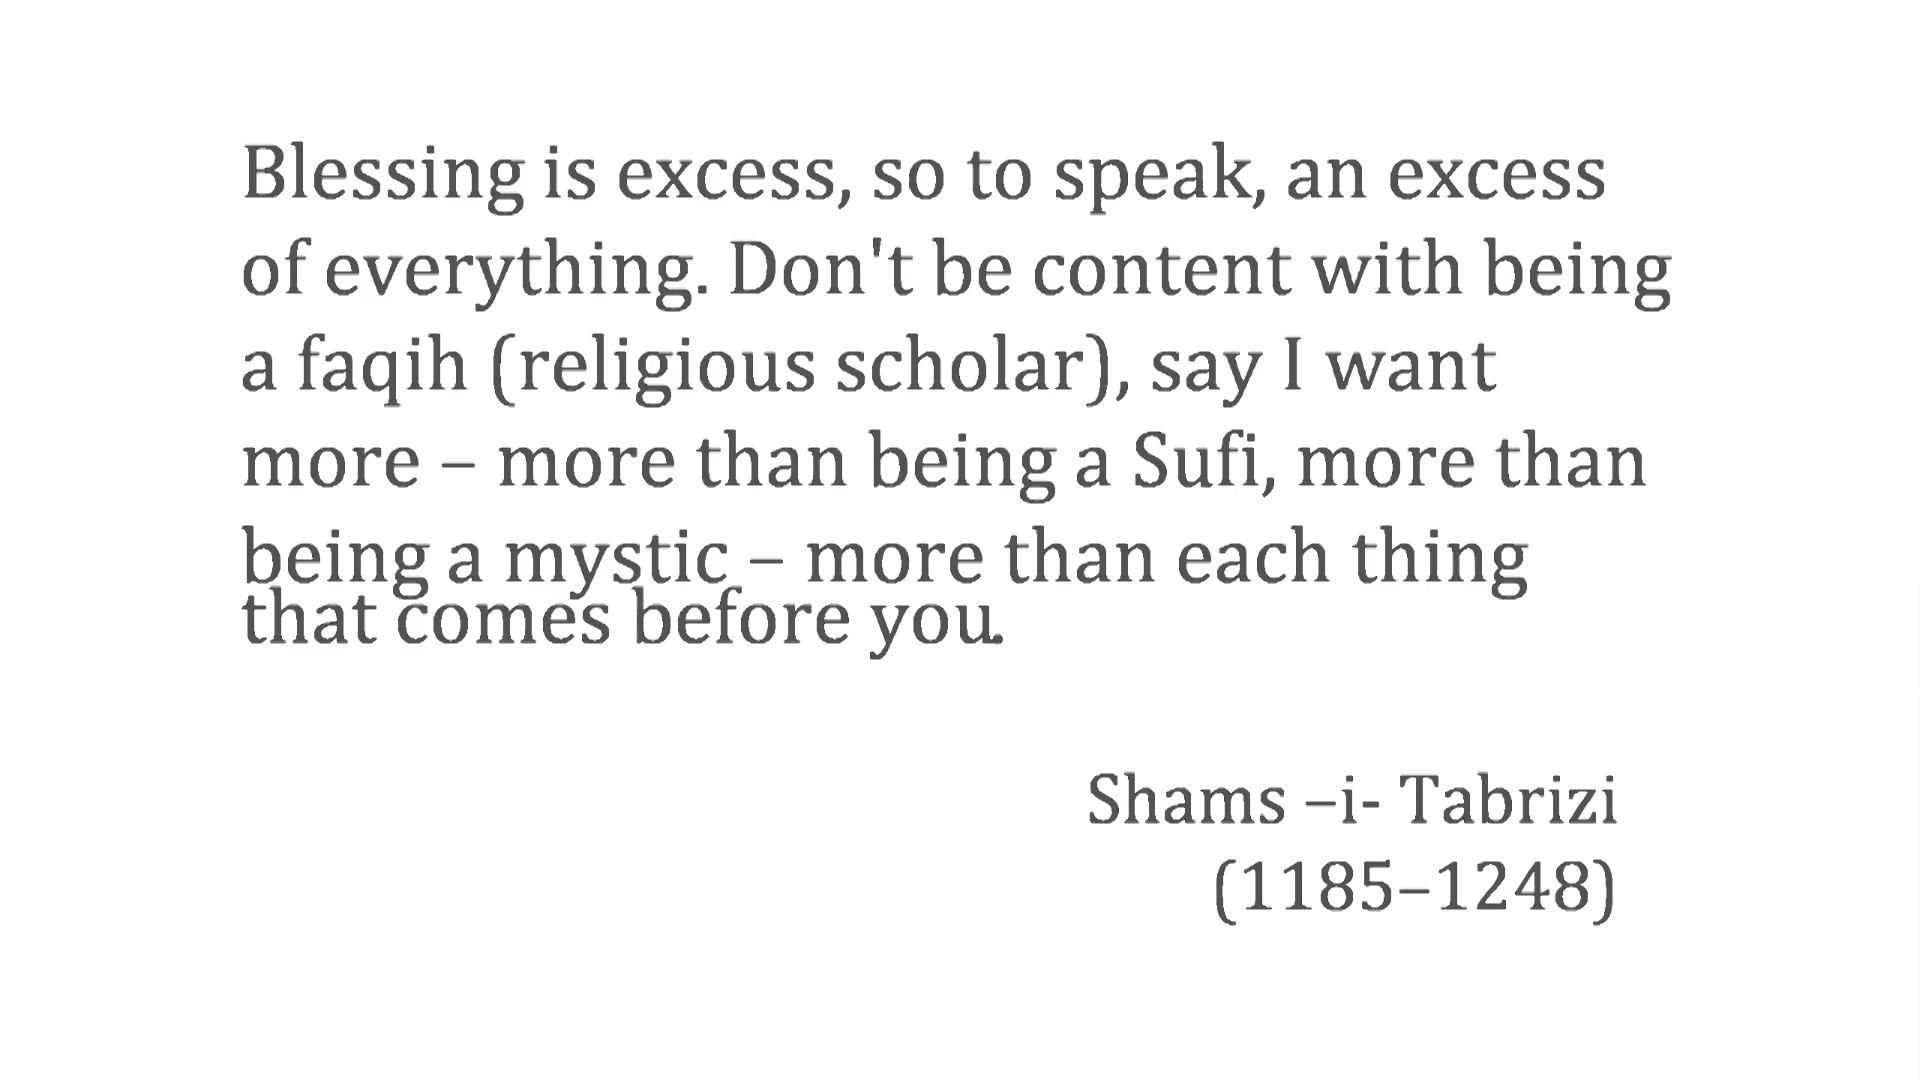 Blessing is excess, so to speak, an excess
of everything. Don't be content with being
a faqih (religious scholar), say I want
more – more than being a Sufi, more than
being a mystic – more than each thing
that comes before you.
Shams –i- Tabrizi
(1185–1248)